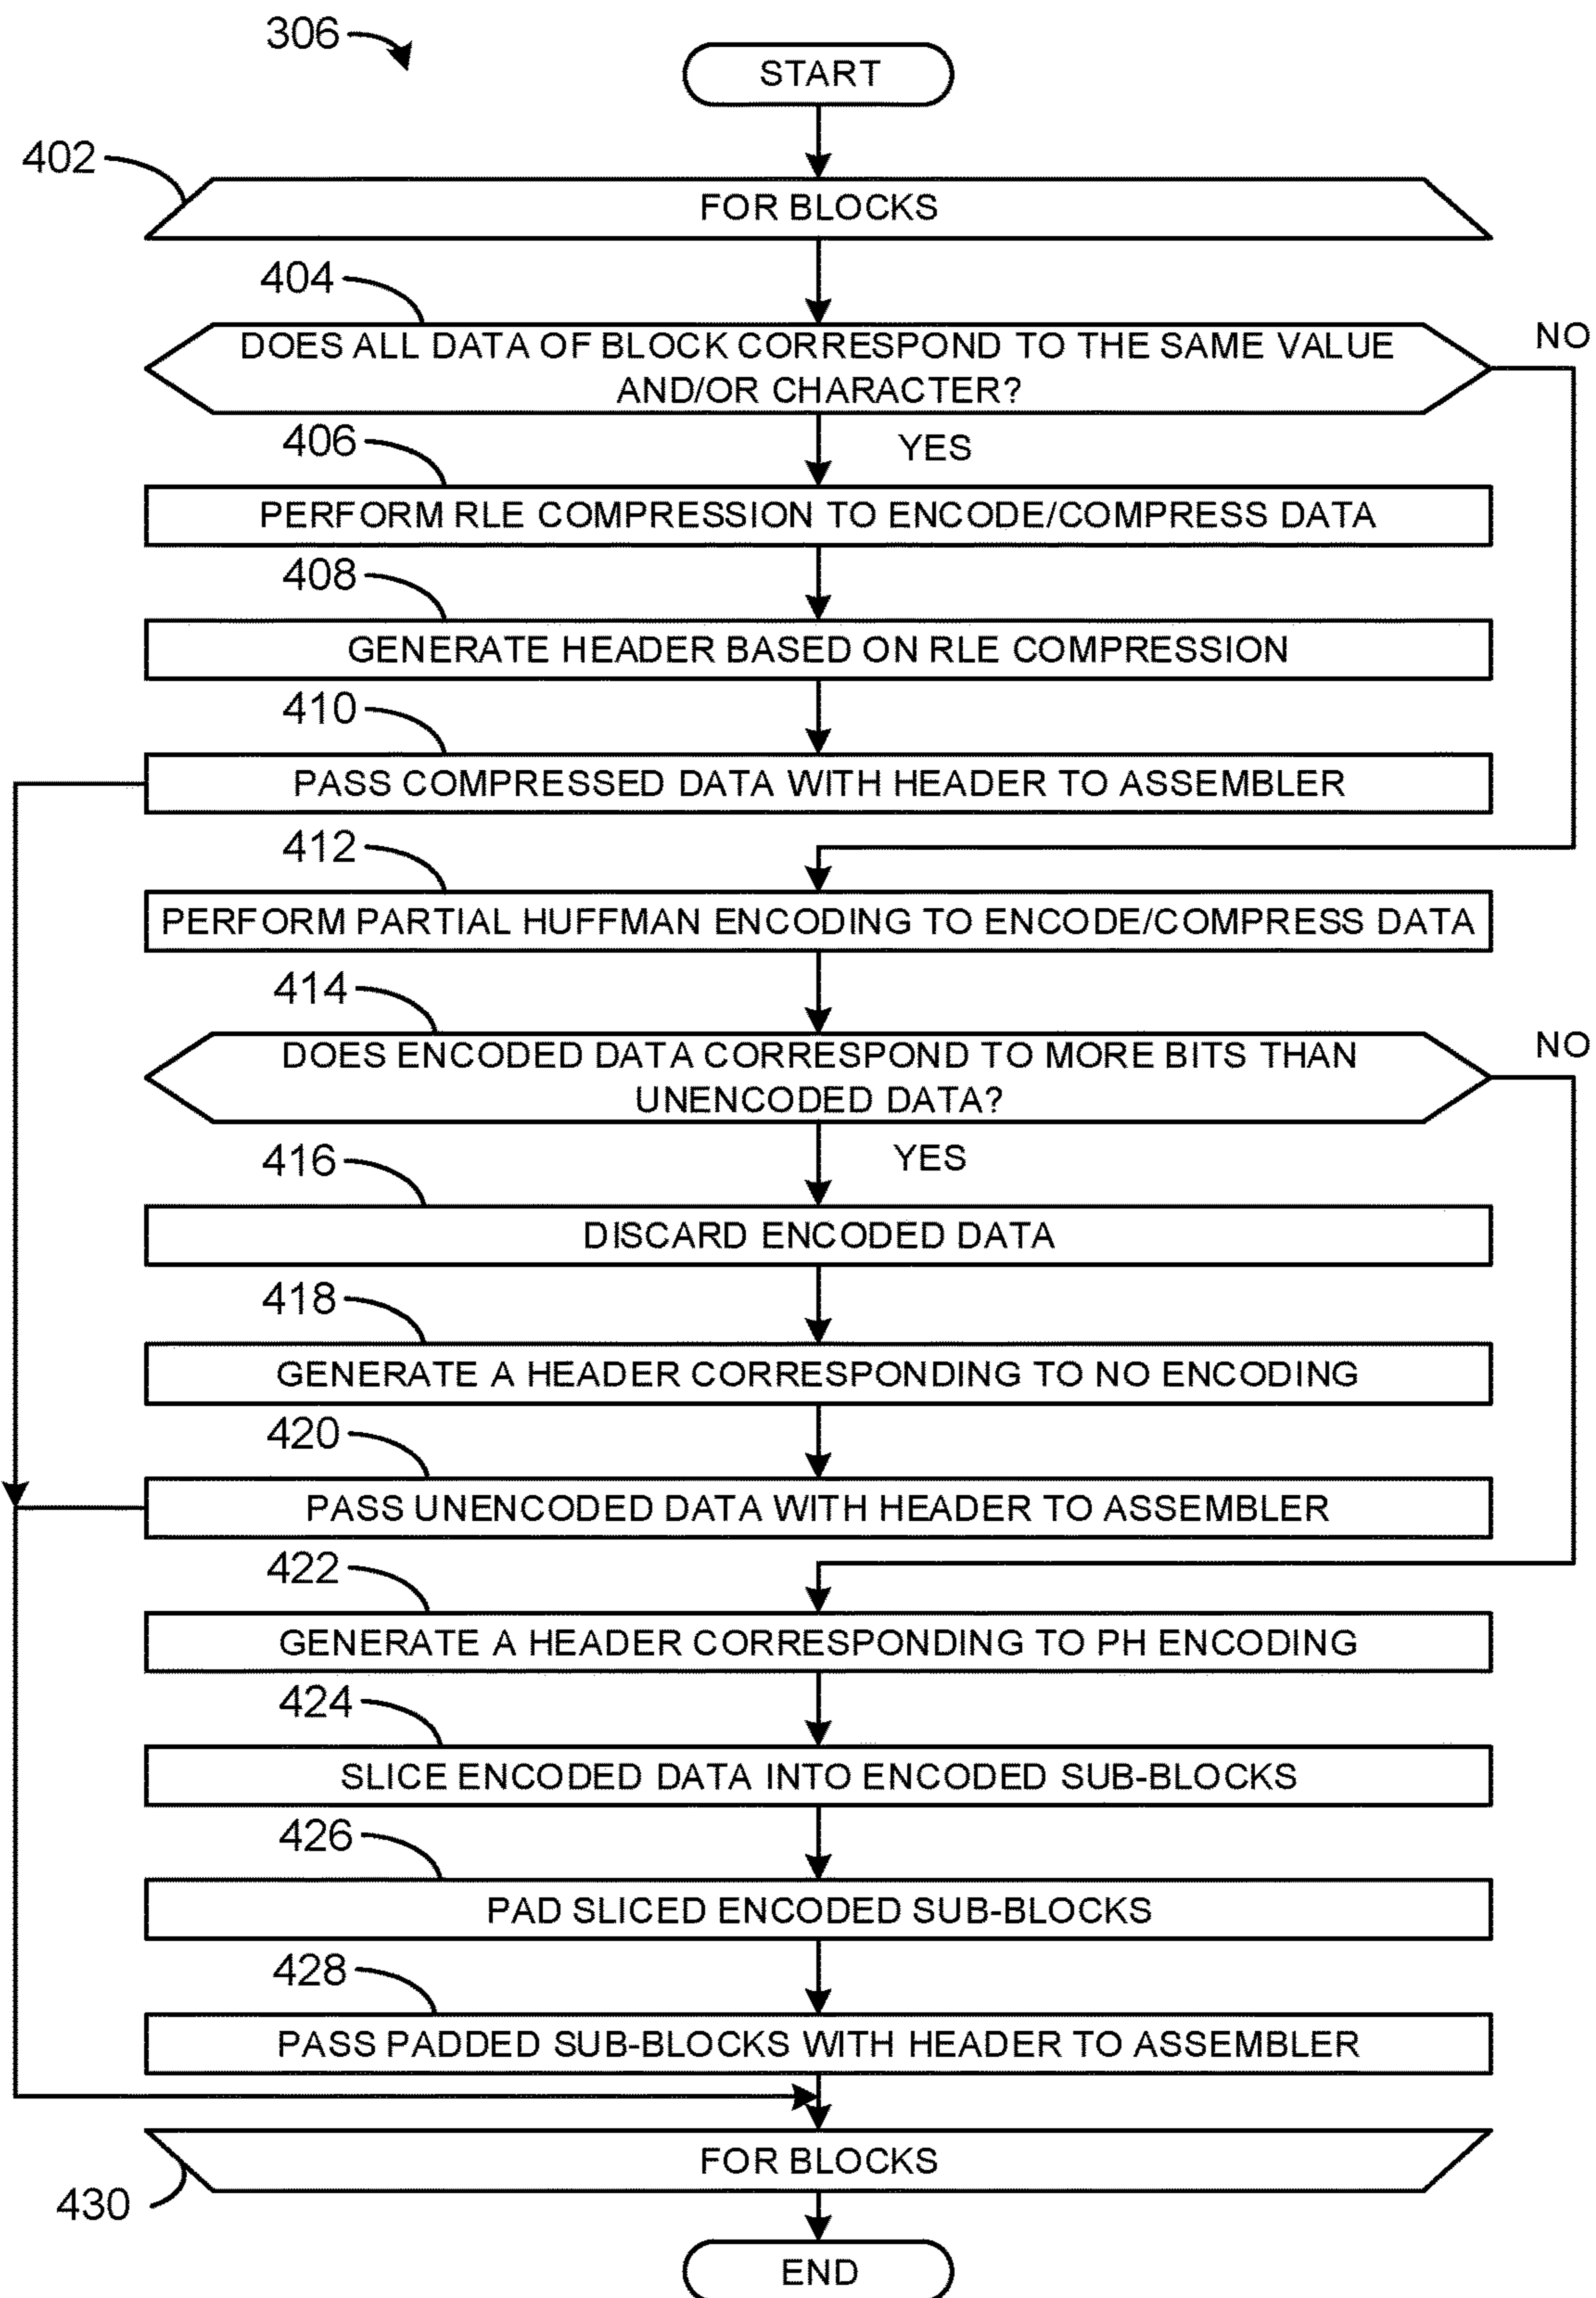 306
START
402
FOR BLOCKS
404
DOES ALL DATA OF BLOCK CORRESPOND TO THE SAME VALUE
AND/OR CHARACTER?
NO
YES
406
PERFORM RLE COMPRESSION TO ENCODE/COMPRESS DATA
408
GENERATE HEADER BASED ON RLE COMPRESSION
410
PASS COMPRESSED DATA WITH HEADER TO ASSEMBLER
412
PERFORM PARTIAL HUFFMAN ENCODING TO ENCODE/COMPRESS DATA
414
DOES ENCODED DATA CORRESPOND TO MORE BITS THAN
UNENCODED DATA?
NO
YES
416
DISCARD ENCODED DATA
418
GENERATE A HEADER CORRESPONDING TO NO ENCODING
420
PASS UNENCODED DATA WITH HEADER TO ASSEMBLER
422
GENERATE A HEADER CORRESPONDING TO PH ENCODING
424
SLICE ENCODED DATA INTO ENCODED SUB-BLOCKS
426
PAD SLICED ENCODED SUB-BLOCKS
428
PASS PADDED SUB-BLOCKS WITH HEADER TO ASSEMBLER
FOR BLOCKS
430
END